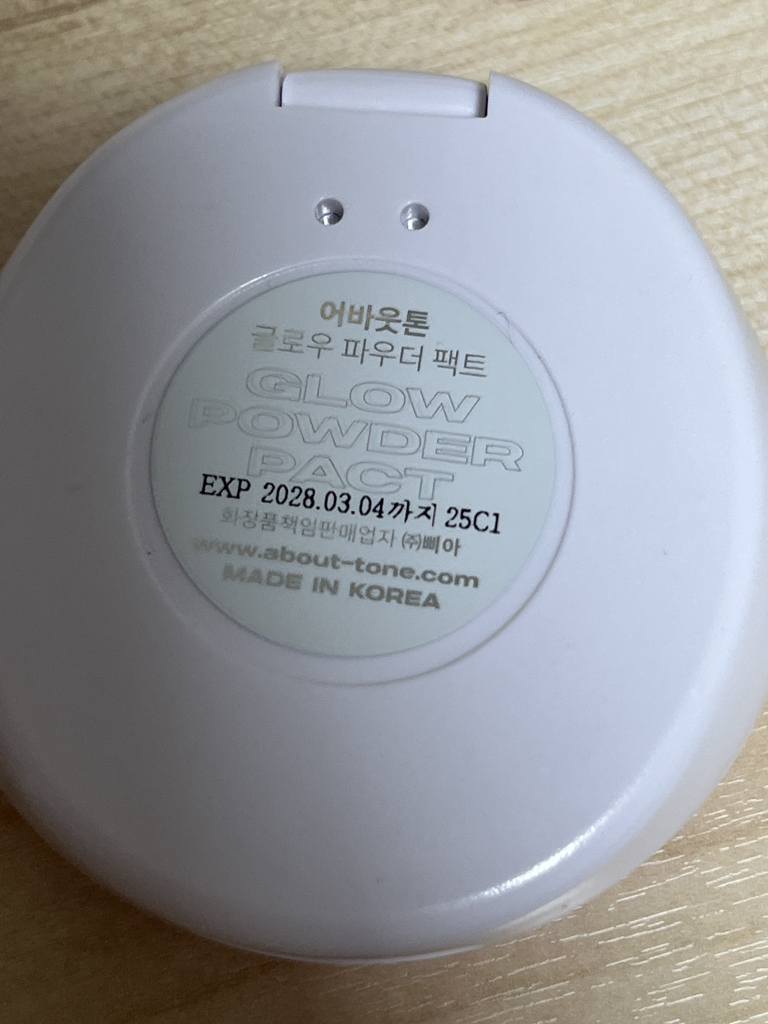 어바웃톤
글로우 파우더 팩트
GLOW
POWDER
PACT
EXP 2028.03.04까지 25C1
화장품책임판매업자 ㈜삐아
www.about-tone.com
MADE IN KOREA